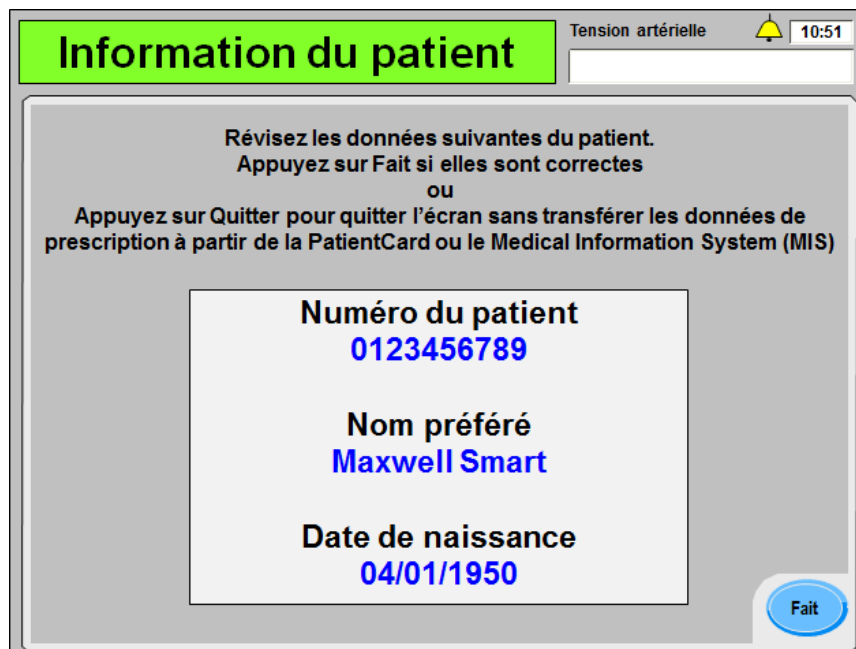 Information du patient
Tension artérielle
10:51
Révisez les données suivantes du patient.
Appuyez sur Fait si elles sont correctes
ou
Appuyez sur Quitter pour quitter l'écran sans transférer les données de
prescription à partir de la PatientCard ou le Medical Information System (MIS)
Numéro du patient
0123456789
Nom préféré
Maxwell Smart
Date de naissance
04/01/1950
Fait